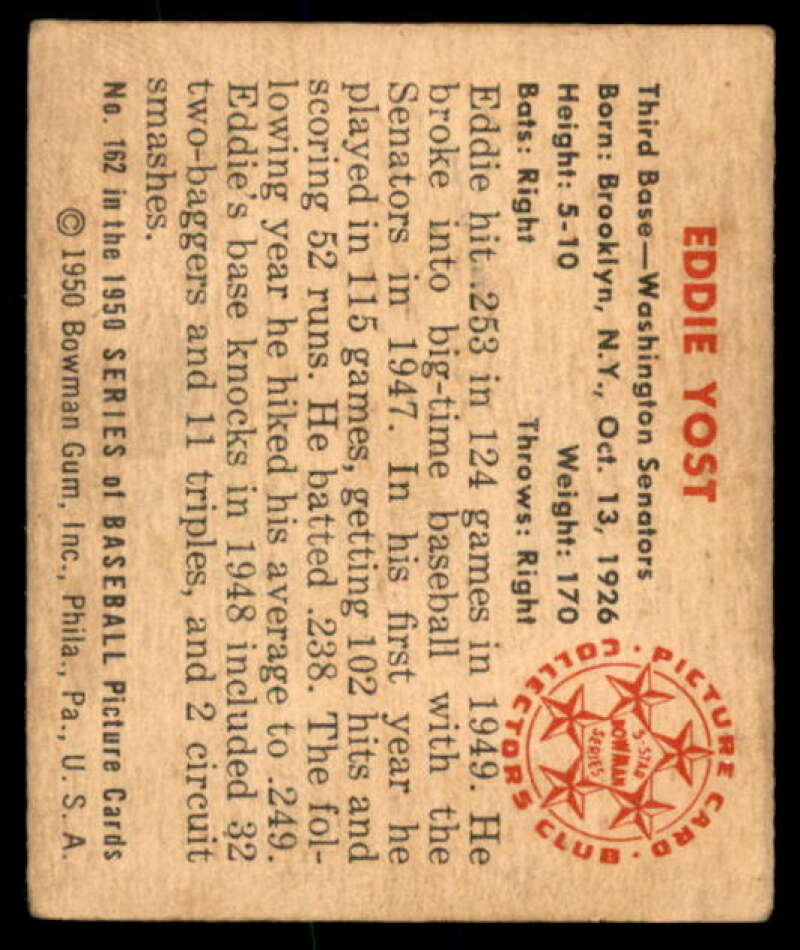 EDDIE YOST
Third Base—Washington Senators
Born: Brooklyn, N.Y., Oct. 13, 1926
Height: 5-10 Weight: 170
Bats: Right Throws: Right
Eddie hit .253 in 124 games in 1949. He
broke into big-time baseball with the
Senators in 1947. In his first year he
played in 115 games, getting 102 hits and
scoring 52 runs. He batted .238. The fol-
lowing year he hiked his average to .249.
Eddie's base knocks in 1948 included 32
two-baggers and 11 triples, and 2 circuit
smashes.
No. 162 in the 1950 SERIES of BASEBALL Picture Cards
© 1950 Bowman Gum, Inc., Phila., Pa., U. S. A.
PICTURE CARD · COLLECTORS CLUB ·
5-STAR
BOWMAN
SERIES